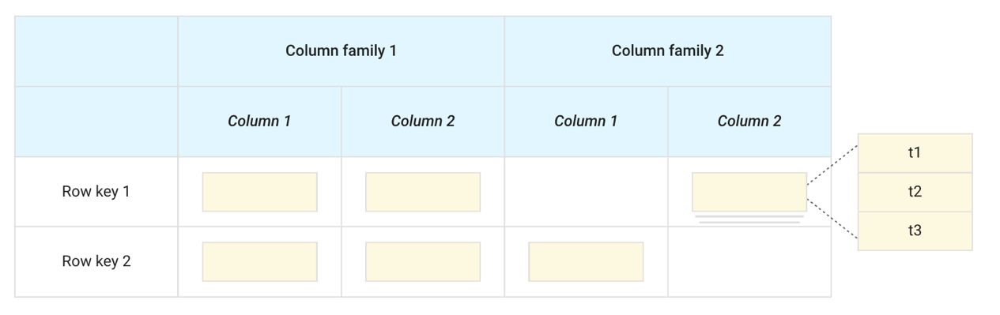 Column family 1
Column family 2
Column 1
Column 2
Column 1
Column 2
Row key 1
t1
t2
t3
Row key 2